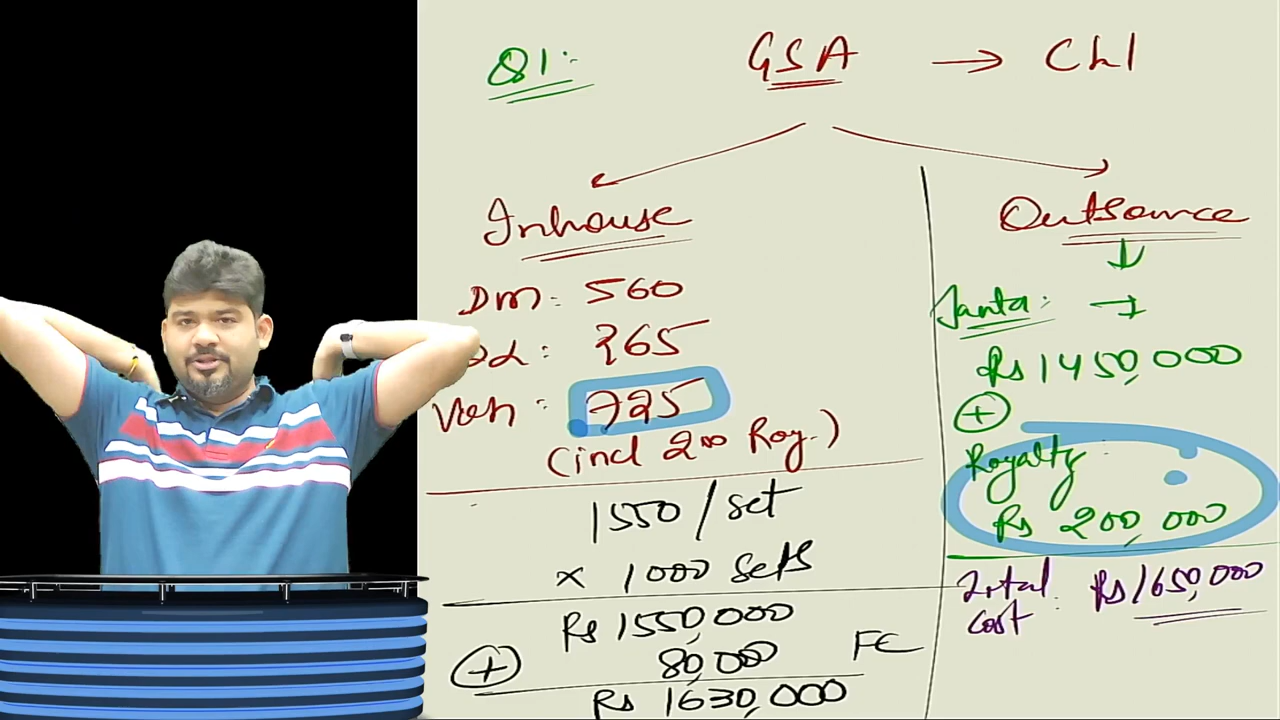 Q1:
GSA → CL1
Inhouse
DM: 560
DL: 265
VOH: 725
(incl 200 Roy.)
1550/set
x 1000 sets
Rs 1550,000
+ 80,000 FC
Rs 1630,000
Outsource
Janta: →
Rs 1450,000
+
Royalty
Rs 200,000
Total cost: Rs 1650,000